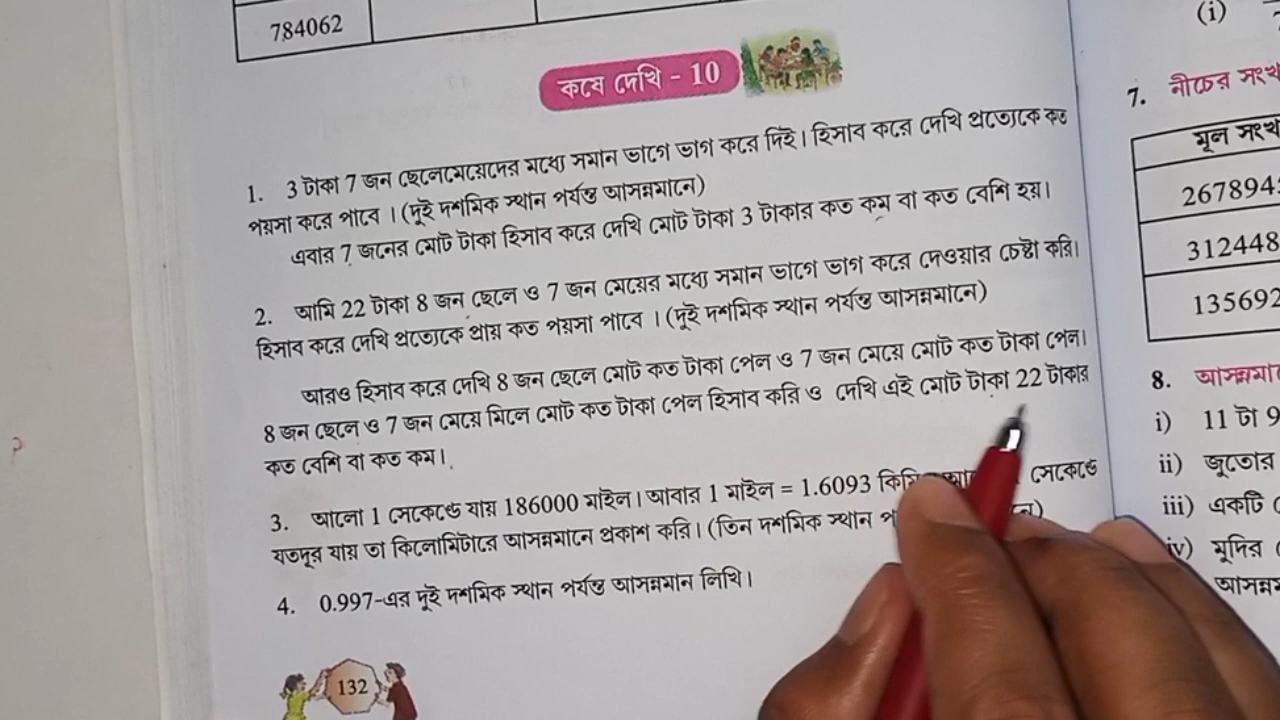 784062
কষে দেখি - 10
1. 3 টাকা 7 জন ছেলেমেয়েদের মধ্যে সমান ভাগে ভাগ করে দিই। হিসাব করে দেখি প্রত্যেকে কত
পয়সা করে পাবে । (দুই দশমিক স্থান পর্যন্ত আসন্নমানে)
এবার 7 জনের মোট টাকা হিসাব করে দেখি মোট টাকা 3 টাকার কত কম বা কত বেশি হয়।
2. আমি 22 টাকা 8 জন ছেলে ও 7 জন মেয়ের মধ্যে সমান ভাগে ভাগ করে দেওয়ার চেষ্টা করি।
হিসাব করে দেখি প্রত্যেকে প্রায় কত পয়সা পাবে । (দুই দশমিক স্থান পর্যন্ত আসন্নমানে)
আরও হিসাব করে দেখি 8 জন ছেলে মোট কত টাকা পেল ও 7 জন মেয়ে মোট কত টাকা পেল।
8 জন ছেলে ও 7 জন মেয়ে মিলে মোট কত টাকা পেল হিসাব করি ও দেখি এই মোট টাকা 22 টাকার
কত বেশি বা কত কম।
3. আলো 1 সেকেন্ডে যায় 186000 মাইল। আবার 1 মাইল = 1.6093 সেকেন্ডে
যতদূর যায় তা কিলোমিটারে আসন্নমানে প্রকাশ করি। (তিন দশমিক স্থান
4. 0.997-এর দুই দশমিক স্থান পর্যন্ত আসন্নমান লিখি।
132
(i)
7. নীচের
মূল
267894
312448
135692
8.
i) 11 টা 9
ii) জুতোর
iii) একটি
iv) মুদির